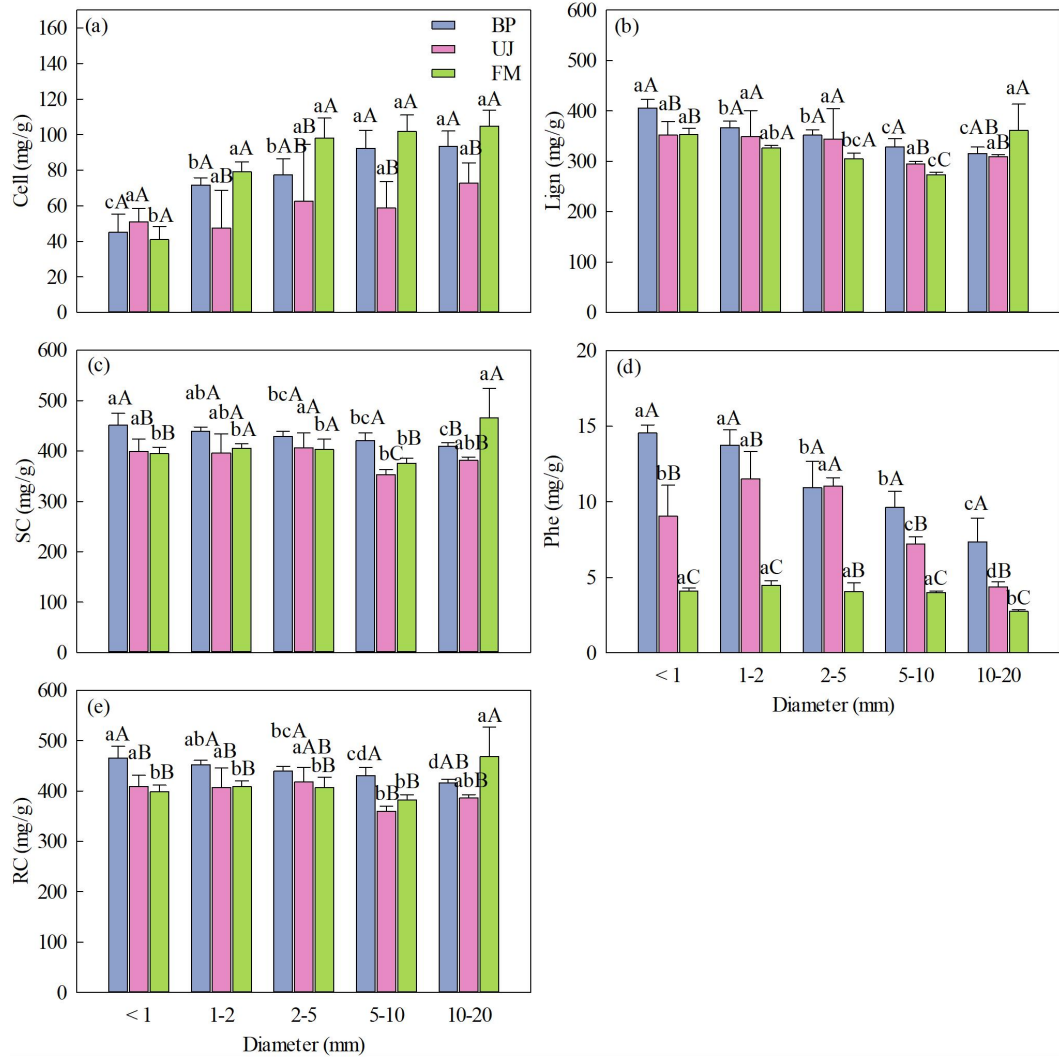 (a)
BP
UJ
FM
160
140
120
100
80
60
40
20
0
Cell (mg/g)
cA aA bA
bA aB aA
bAB aB aA
aA aB aA
aA aB aA
(b)
600
500
400
300
200
100
0
Lign (mg/g)
aA aB aB
bA aA abA
bA aA bcA
cA aB cC
cAB aB aA
(c)
600
500
400
300
200
100
0
SC (mg/g)
aA aB bB
abA abA bA
bcA aA bA
bcA bC bB
cB abB aA
(d)
20
15
10
5
0
Phe (mg/g)
aA bB aC
aA aB aC
bA aA aB
bA cB aC
cA dB bC
< 1 1-2 2-5 5-10 10-20
Diameter (mm)
(e)
600
500
400
300
200
100
0
RC (mg/g)
aA aB bB
abA aB bB
bcA aAB bB
cdA bB bB
dAB abB aA
< 1 1-2 2-5 5-10 10-20
Diameter (mm)